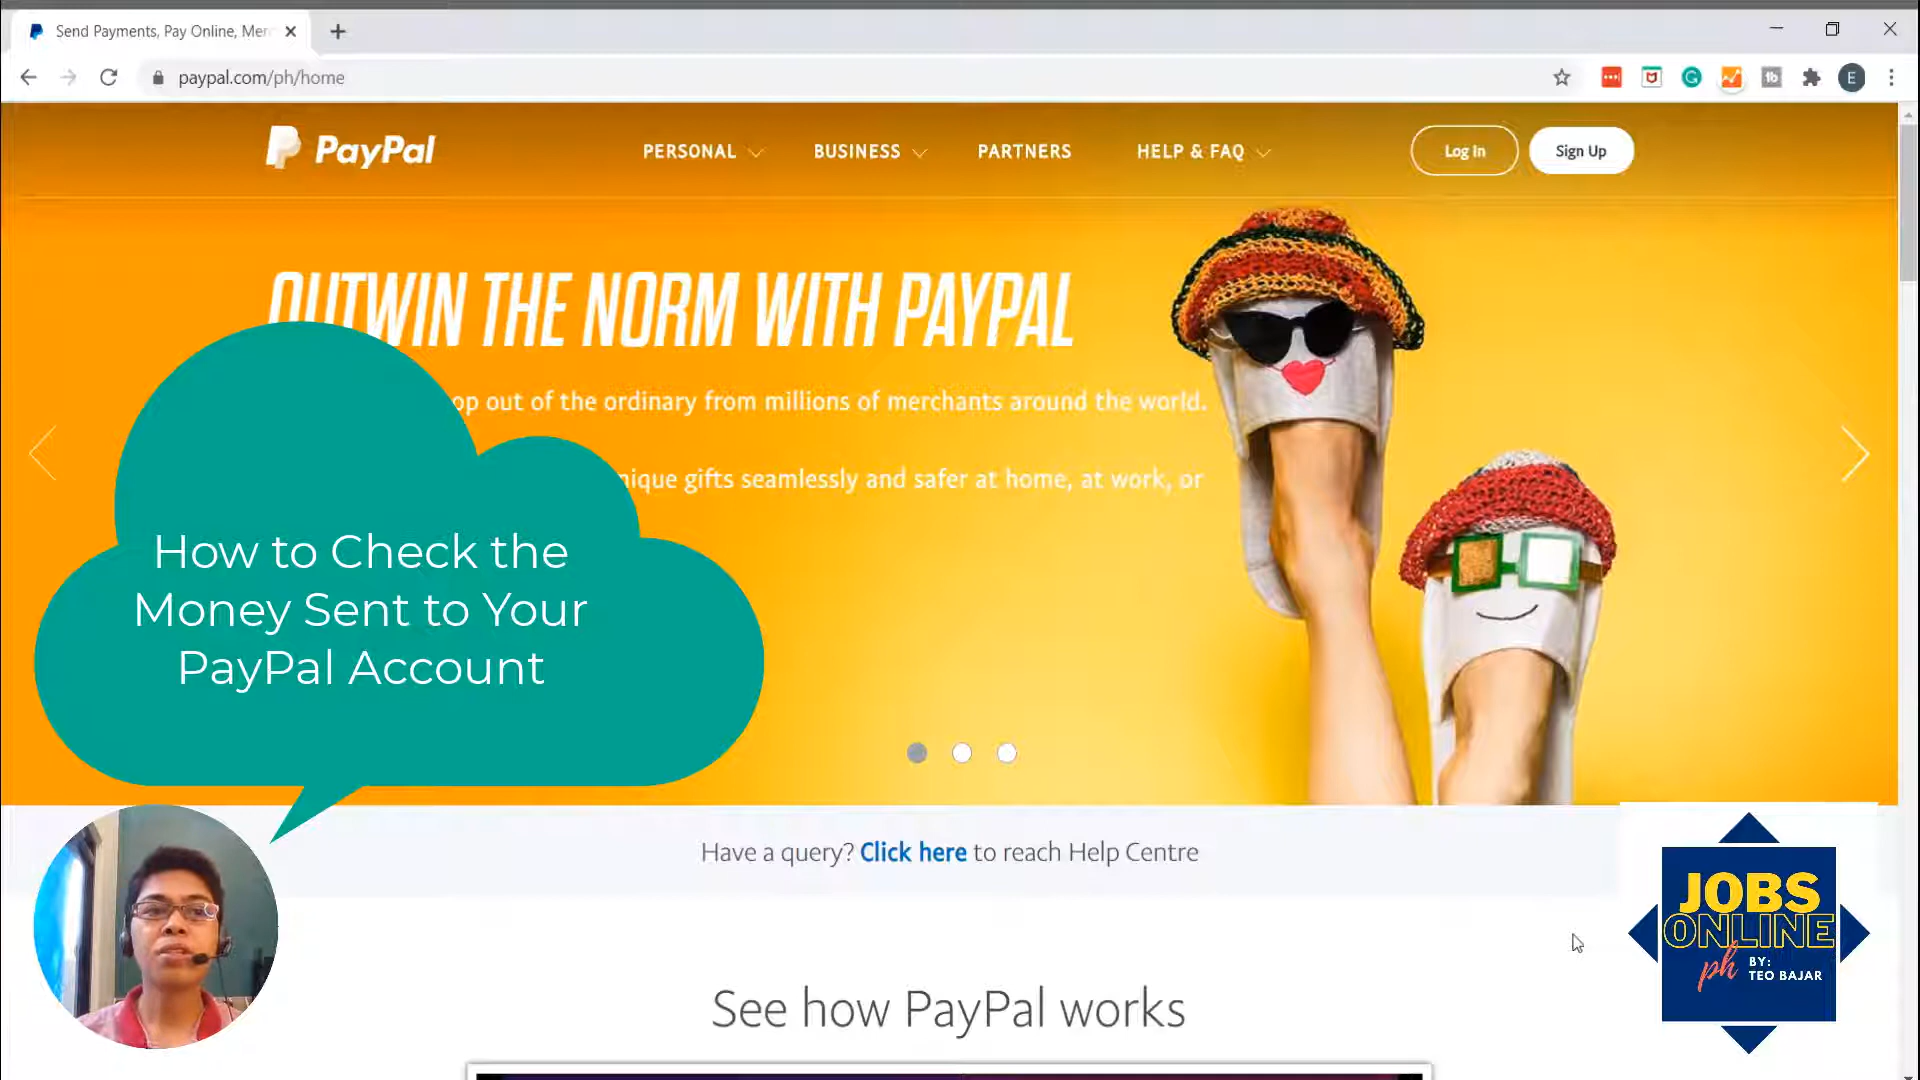 Send Payments, Pay Online, Mer
paypal.com/ph/home
E
PayPal
PERSONAL
BUSINESS
PARTNERS
HELP & FAQ
Log In
Sign Up
OUTWIN THE NORM WITH PAYPAL
op out of the ordinary from millions of merchants around the world.
nique gifts seamlessly and safer at home, at work, or
How to Check the
Money Sent to Your
PayPal Account
Have a query? Click here to reach Help Centre
See how PayPal works
JOBS
ONLINE
ph
BY:
TEO BAJAR